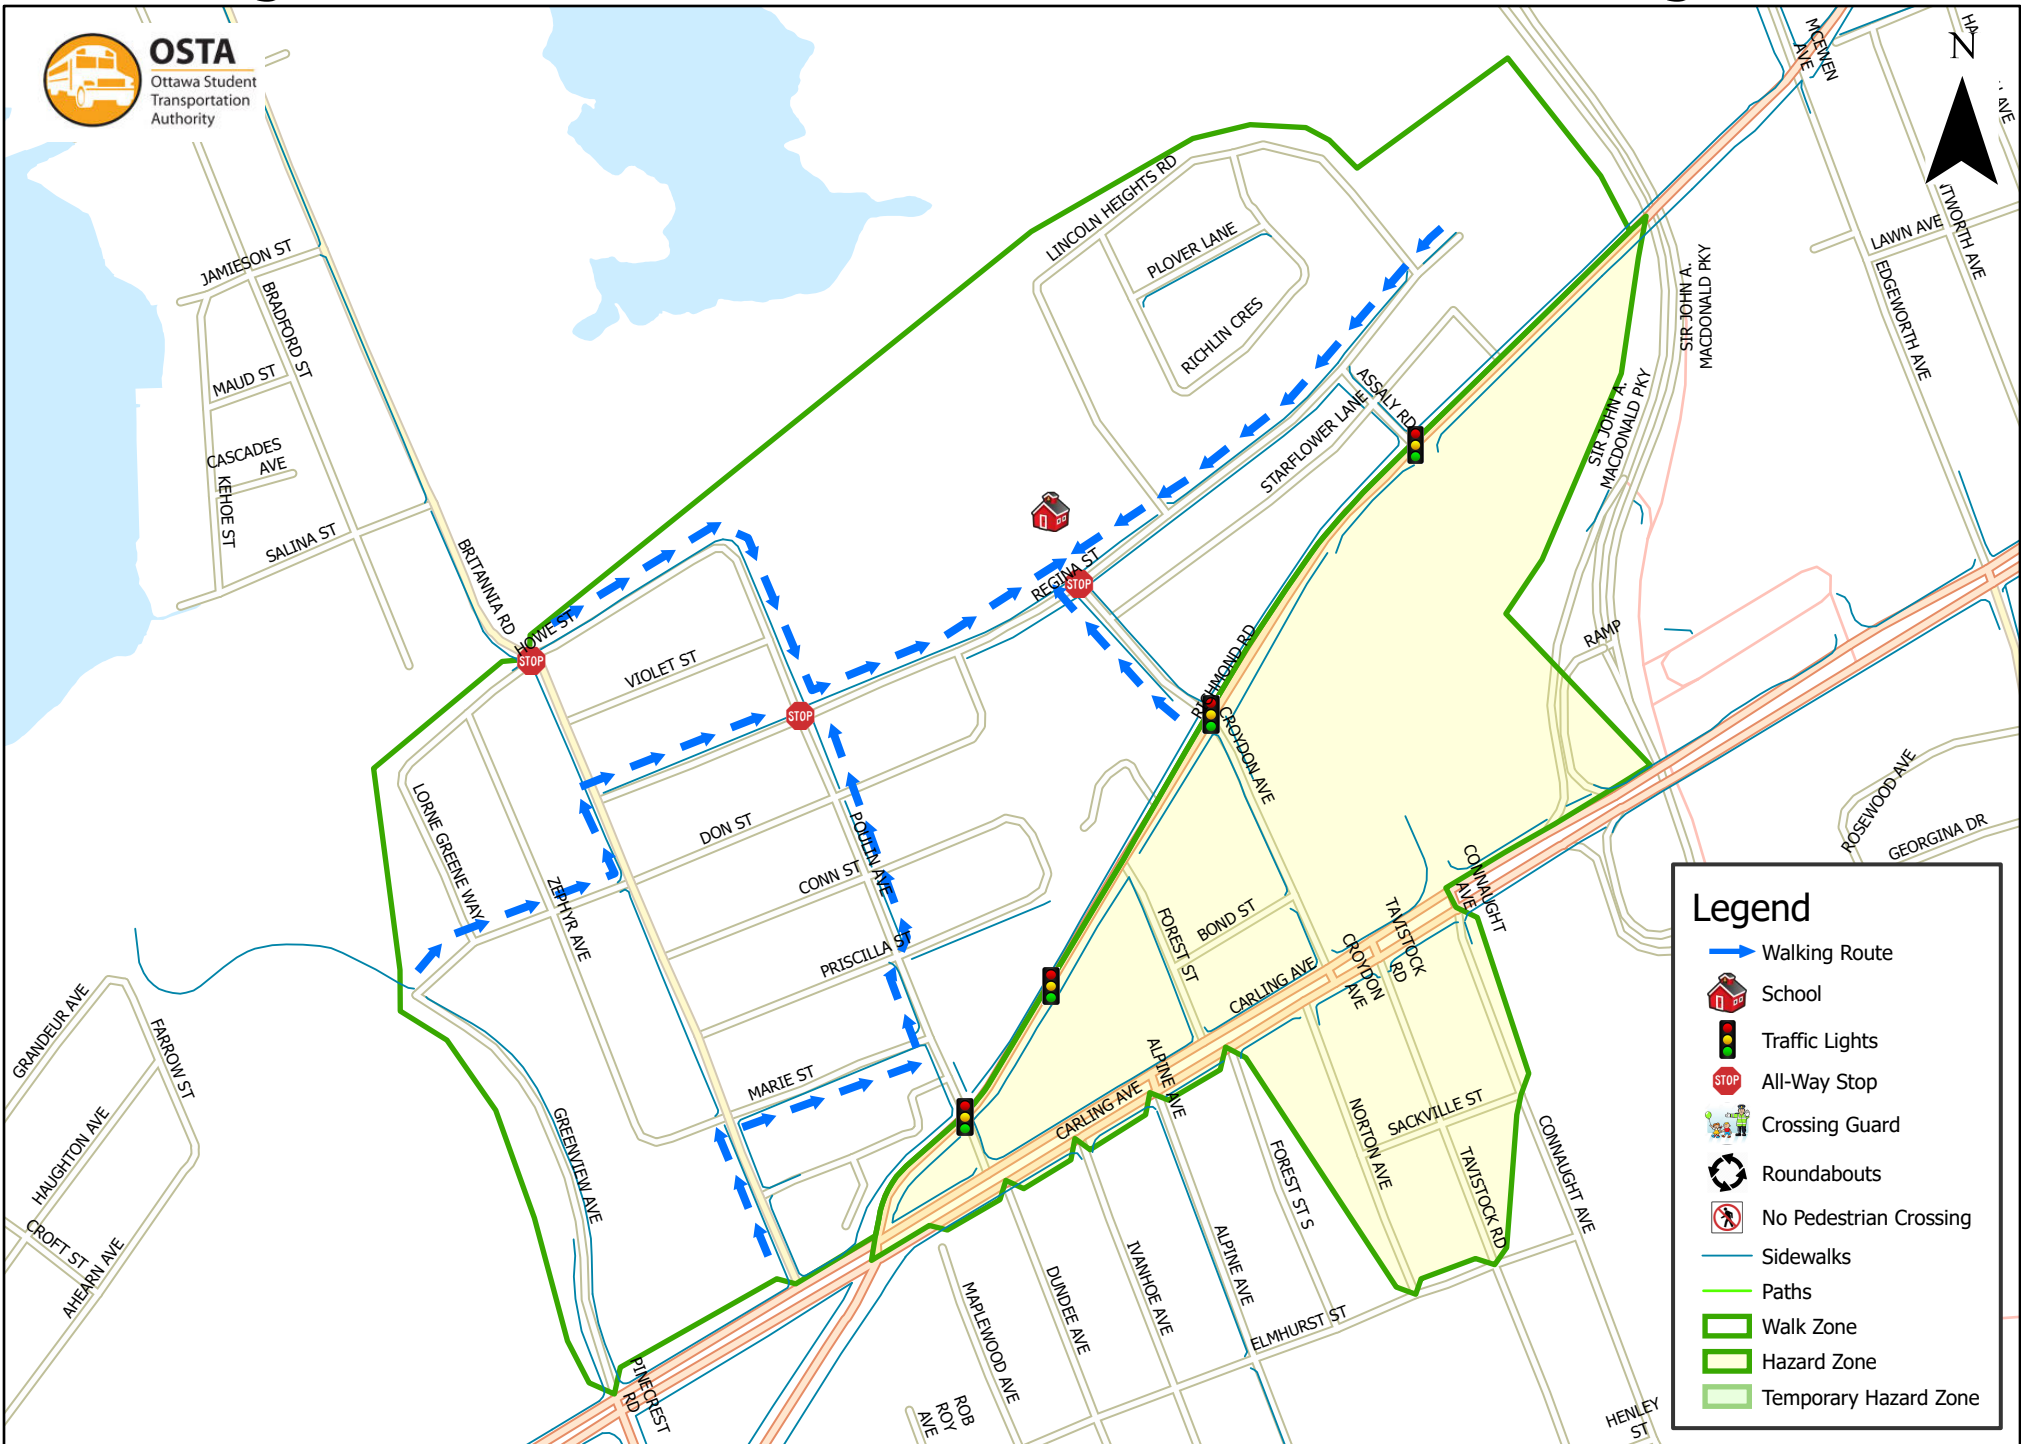 OSTA
Ottawa Student
Transportation
Authority
N
MCEWEN
AVE
LAWN AVE
EDGEWORTH AVE
SIR JOHN A.
MACDONALD PKY
SIR JOHN A.
MACDONALD PKY
JAMIESON ST
BRADFORD ST
MAUD ST
CASCADES
AVE
KEHOE ST
SALINA ST
BRITANNIA RD
HOWE ST
LINCOLN HEIGHTS RD
PLOVER LANE
RICHLIN CRES
ASSALY RD
STARFLOWER LANE
REGINA ST
STOP
STOP
STOP
VIOLET ST
RICHMOND RD
CROYDON AVE
RAMP
LORNE GREENE WAY
ZEPHYR AVE
DON ST
CONN ST
POULIN AVE
PRISCILLA ST
MARIE ST
FOREST ST
BOND ST
CARLING AVE
CROYDON
AVE
TAVISTOCK
RD
CONNAUGHT
AVE
ROSEWOOD AVE
GEORGINA DR
GRANDEUR AVE
FARROW ST
HAUGHTON AVE
CROFT ST
AHEARN AVE
GREENVIEW AVE
PINECREST
RD
CARLING AVE
ALPINE AVE
MAPLEWOOD AVE
ROB
ROY
AVE
DUNDEE AVE
IVANHOE AVE
ALPINE AVE
FOREST ST S
ELMHURST ST
NORTON AVE
SACKVILLE ST
TAVISTOCK RD
CONNAUGHT AVE
HENLEY
ST
Legend
Walking Route
School
Traffic Lights
STOP All-Way Stop
Crossing Guard
Roundabouts
No Pedestrian Crossing
Sidewalks
Paths
Walk Zone
Hazard Zone
Temporary Hazard Zone